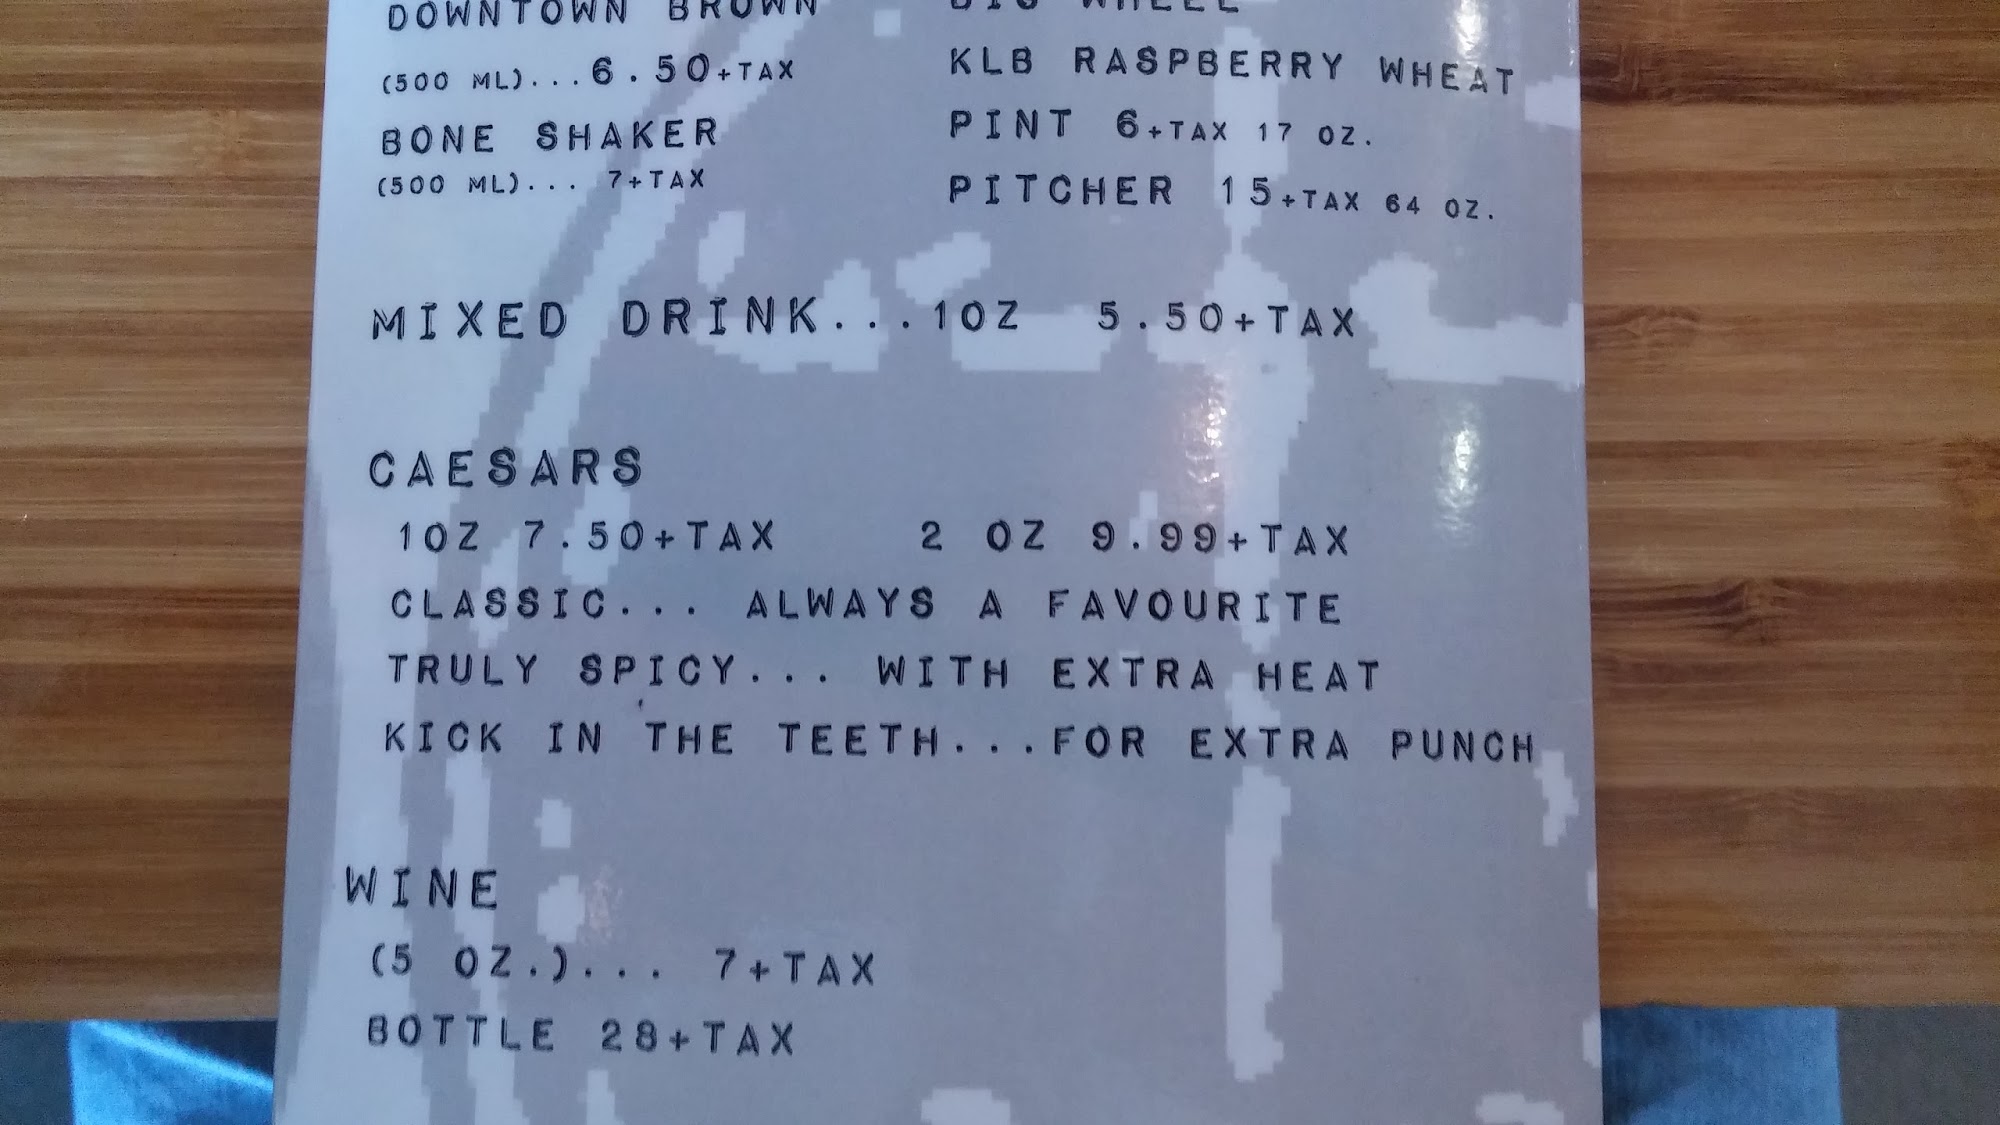 DOWNTOWN BROWN
(500 ML)...6.50+TAX
BONE SHAKER
(500 ML)... 7+TAX
BIG WHEEL
KLB RASPBERRY WHEAT
PINT 6+TAX 17 OZ.
PITCHER 15+TAX 64 OZ.
MIXED DRINK...1OZ 5.50+TAX
CAESARS
1OZ 7.50+TAX 2 OZ 9.99+TAX
CLASSIC... ALWAYS A FAVOURITE
TRULY SPICY... WITH EXTRA HEAT
KICK IN THE TEETH...FOR EXTRA PUNCH
WINE
(5 OZ.)... 7+TAX
BOTTLE 28+TAX